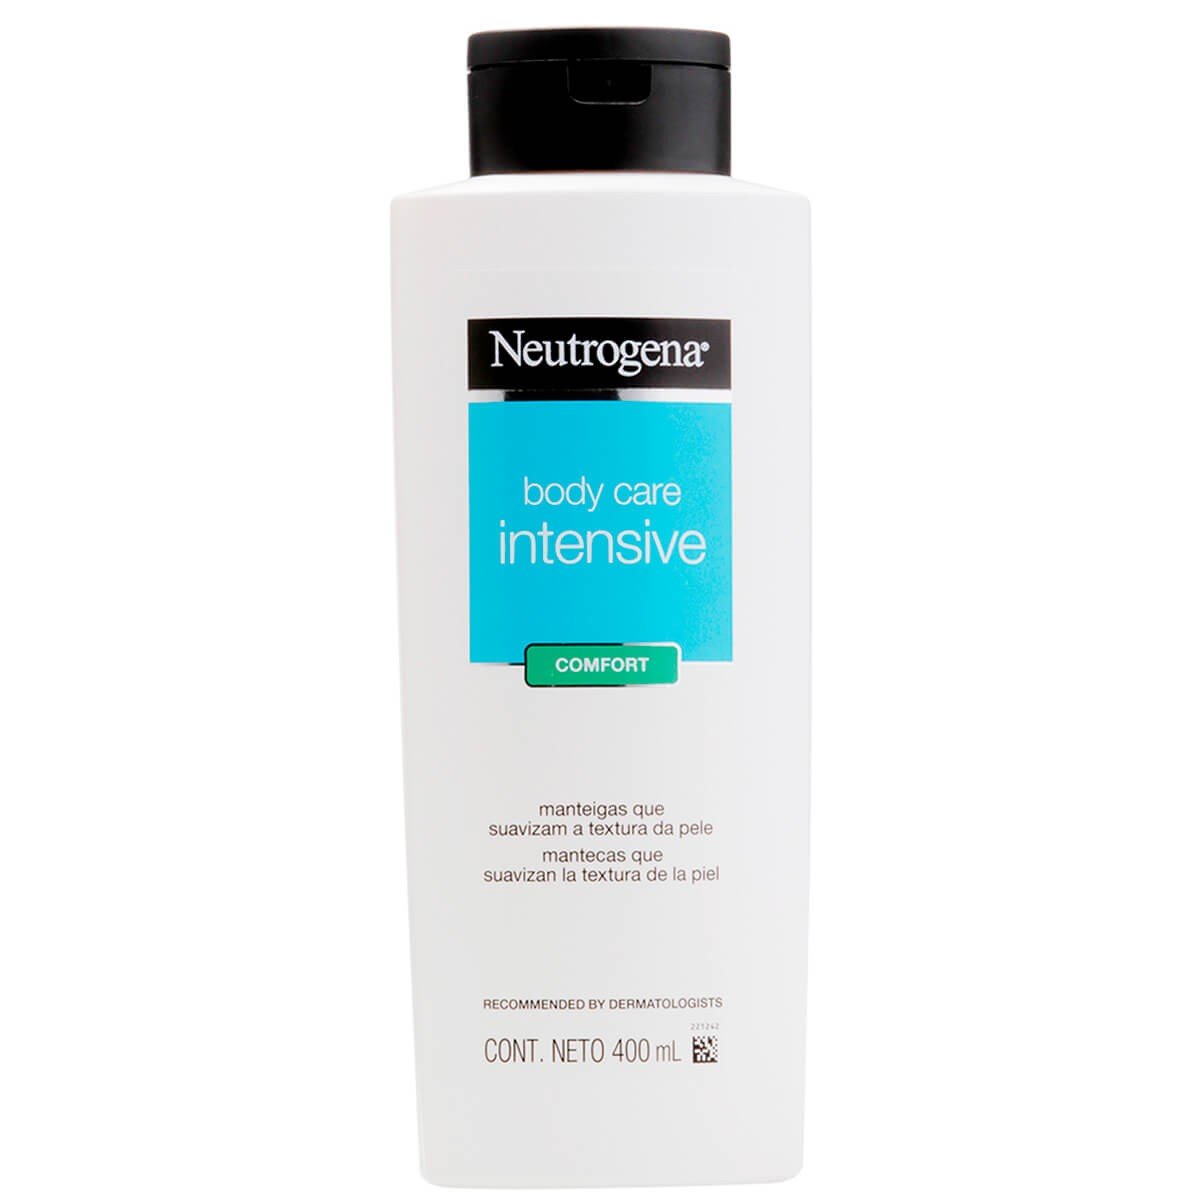 Neutrogena®
body care
intensive
COMFORT
manteigas que
suavizam a textura da pele
mantecas que
suavizan la textura de la piel
RECOMMENDED BY DERMATOLOGISTS
221242
CONT. NETO 400 mL